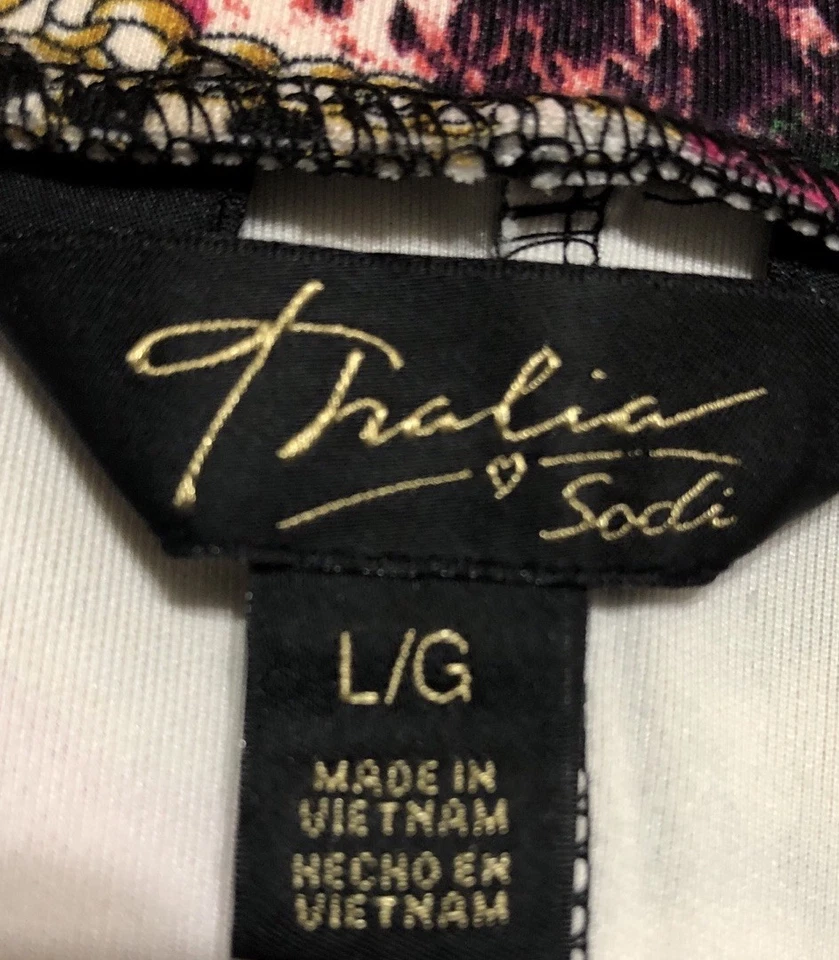 Thalia
Sodi
L/G
MADE IN
VIETNAM
HECHO EN
VIETNAM